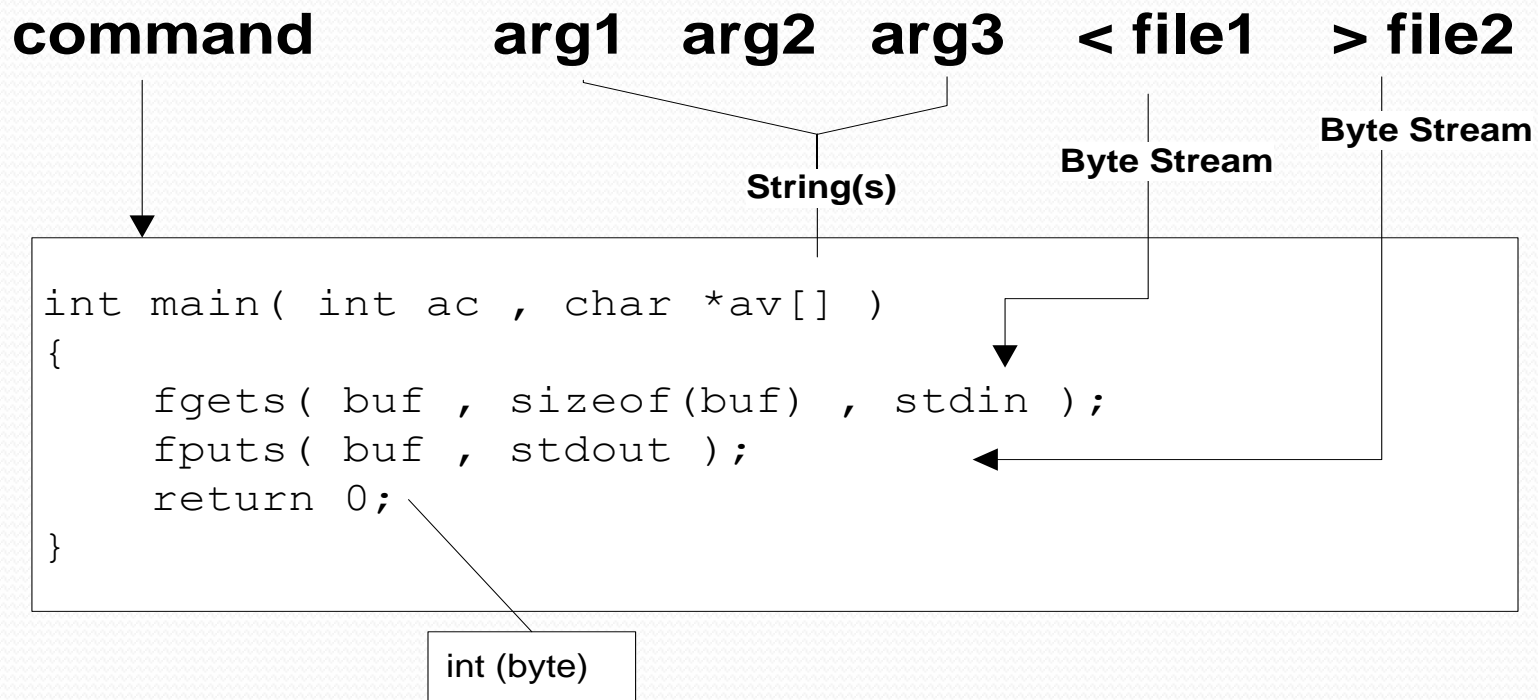 command arg1 arg2 arg3 < file1 > file2
Byte Stream
Byte Stream
String(s)
int main( int ac , char *av[] )
{
fgets( buf , sizeof(buf) , stdin );
fputs( buf , stdout );
return 0;
}
int (byte)